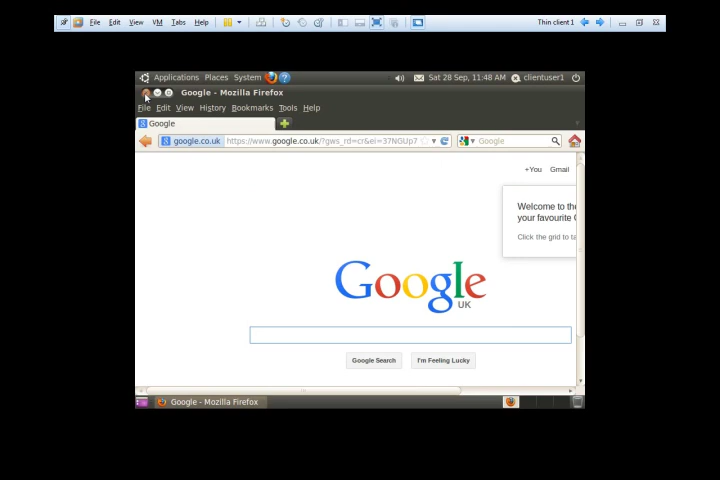 File Edit View VM Tabs Help Thin client 1
Applications Places System Sat 28 Sep, 11:48 AM clientuser1
Google - Mozilla Firefox
File Edit View History Bookmarks Tools Help
Google
google.co.uk https://www.google.co.uk/?gws_rd=cr&ei=37NGUp7 Google
+You Gmail
Welcome to the
your favourite G
Click the grid to ta
Google
UK
Google Search I'm Feeling Lucky
Google - Mozilla Firefox